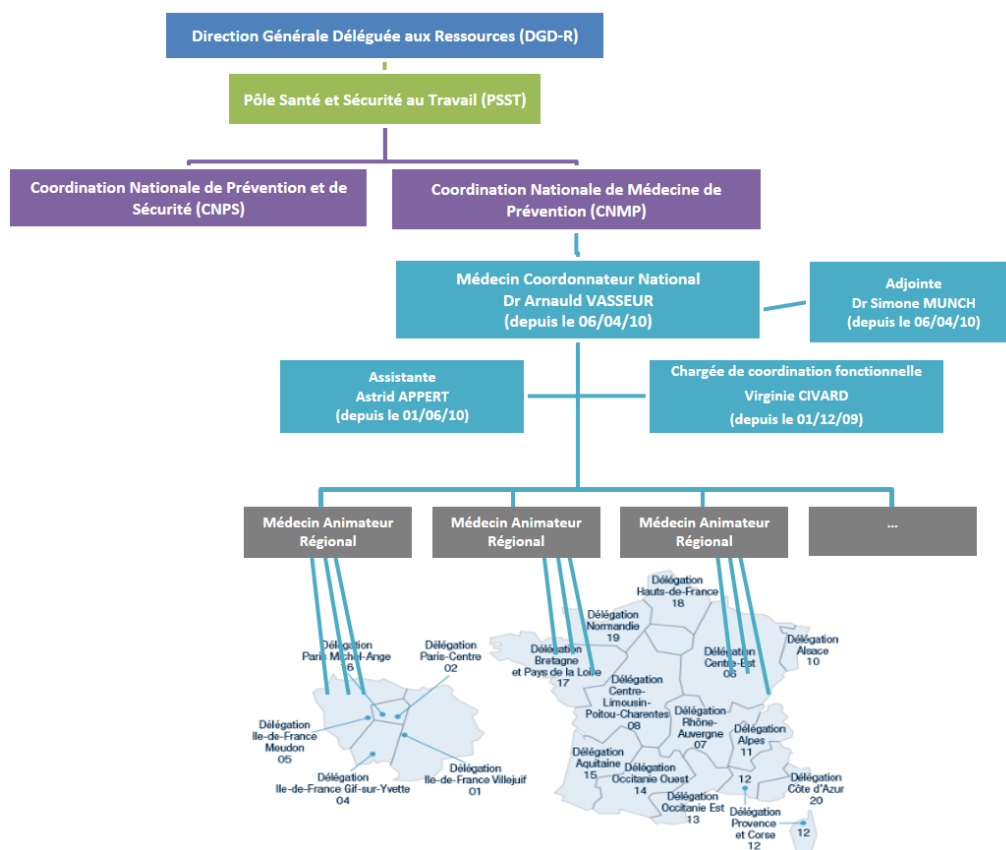 Direction Générale Déléguée aux Ressources (DGD-R)
Pôle Santé et Sécurité au Travail (PSST)
Coordination Nationale de Prévention et de
Sécurité (CNPS)
Coordination Nationale de Médecine de
Prévention (CNMP)
Médecin Coordonnateur National
Dr Arnauld VASSEUR
(depuis le 06/04/10)
Adjointe
Dr Simone MUNCH
(depuis le 06/04/10)
Assistante
Astrid APPERT
(depuis le 01/06/10)
Chargée de coordination fonctionnelle
Virginie CIVARD
(depuis le 01/12/09)
Médecin Animateur
Régional
Médecin Animateur
Régional
Médecin Animateur
Régional
...
Délégation
Paris Michel-Ange
16
Délégation
Paris-Centre
02
Délégation
Ile-de-France
Meudon
05
Délégation
Ile-de-France Gif-sur-Yvette
04
Délégation
Ile-de-France Villejuif
01
Délégation
Hauts-de-France
18
Délégation
Normandie
19
Délégation
Bretagne
et Pays de la Loire
17
Délégation
Centre-Est
06
Délégation
Alsace
10
Délégation
Centre-
Limousin-
Poitou-Charentes
08
Délégation
Rhône-
Auvergne
07
Délégation
Alpes
11
Délégation
Aquitaine
15
Délégation
Occitanie Ouest
14
Délégation
Occitanie Est
13
12
Délégation
Provence
et Corse
12
Délégation
Côte d'Azur
20
12